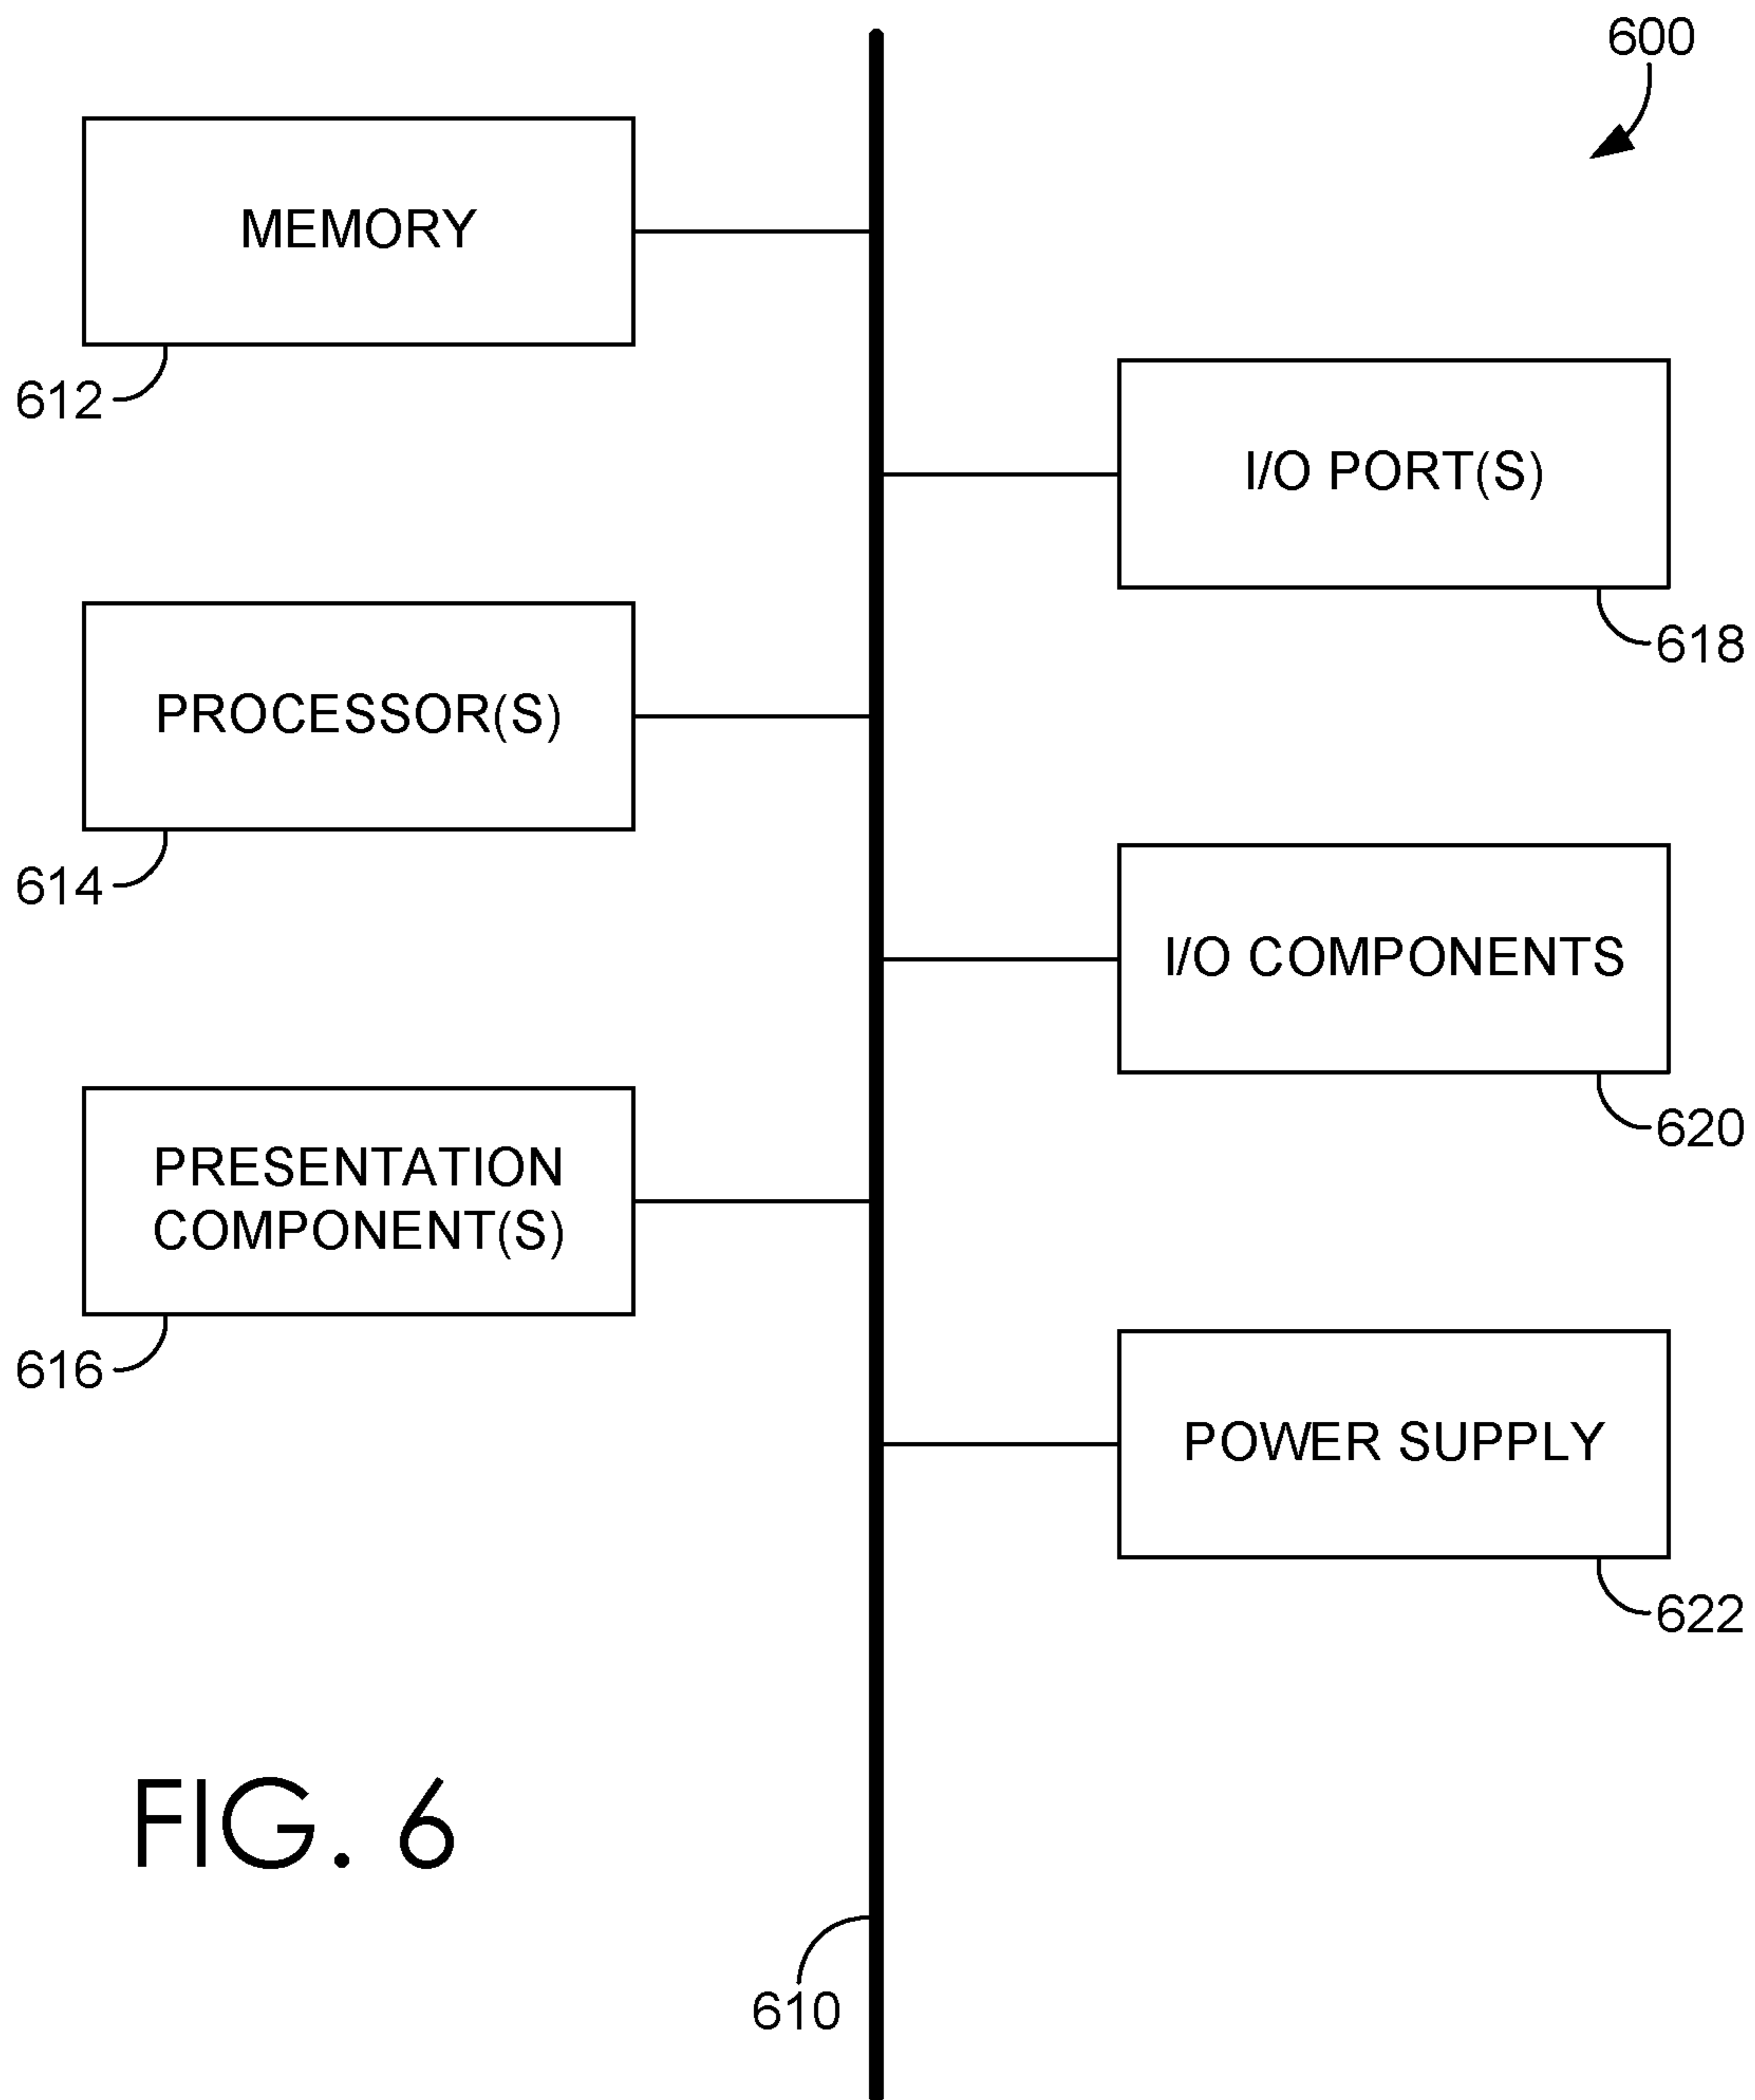 600
MEMORY
612
I/O PORT(S)
618
PROCESSOR(S)
614
I/O COMPONENTS
620
PRESENTATION
COMPONENT(S)
616
POWER SUPPLY
622
FIG. 6
610